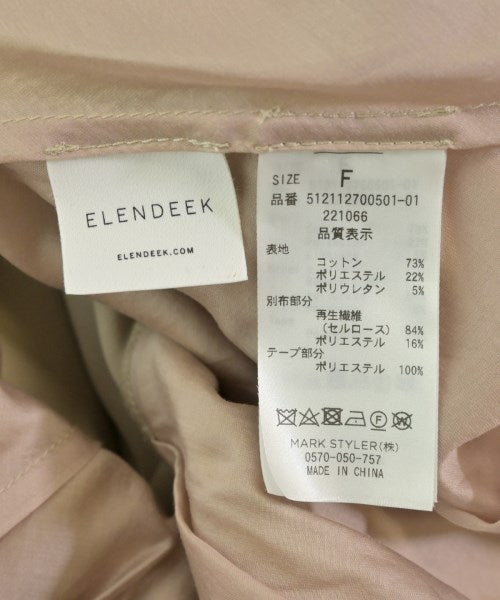 ELENDEEK
ELENDEEK.COM
SIZE F
品番 512112700501-01
221066
品質表示
表地
コットン 73%
ポリエステル 22%
ポリウレタン 5%
別布部分
再生繊維
(セルロース) 84%
ポリエステル 16%
テープ部分
ポリエステル 100%
MARK STYLER(株)
0570-050-757
MADE IN CHINA